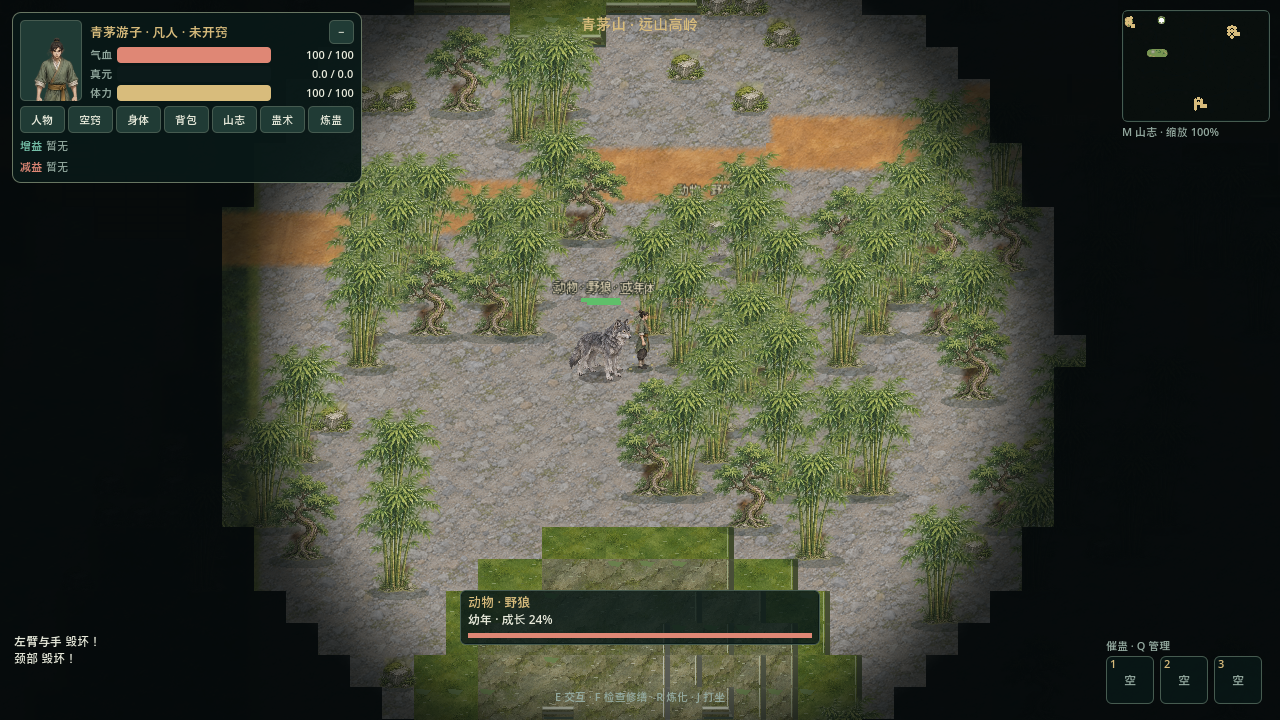 青茅山 · 远山高岭
青茅游子 · 凡人 · 未开窍
−
气血
100 / 100
真元
0.0 / 0.0
体力
100 / 100
人物
空窍
身体
背包
山志
蛊术
炼蛊
增益 暂无
减益 暂无
M 山志 · 缩放 100%
动物 · 野狼 · 成年体
动物 · 野狼
幼年 · 成长 24%
左臂与手 毁坏！
颈部 毁坏！
E 交互 · F 检查修缮 · R 炼化 · J 打坐
催蛊 · Q 管理
1 空
2 空
3 空